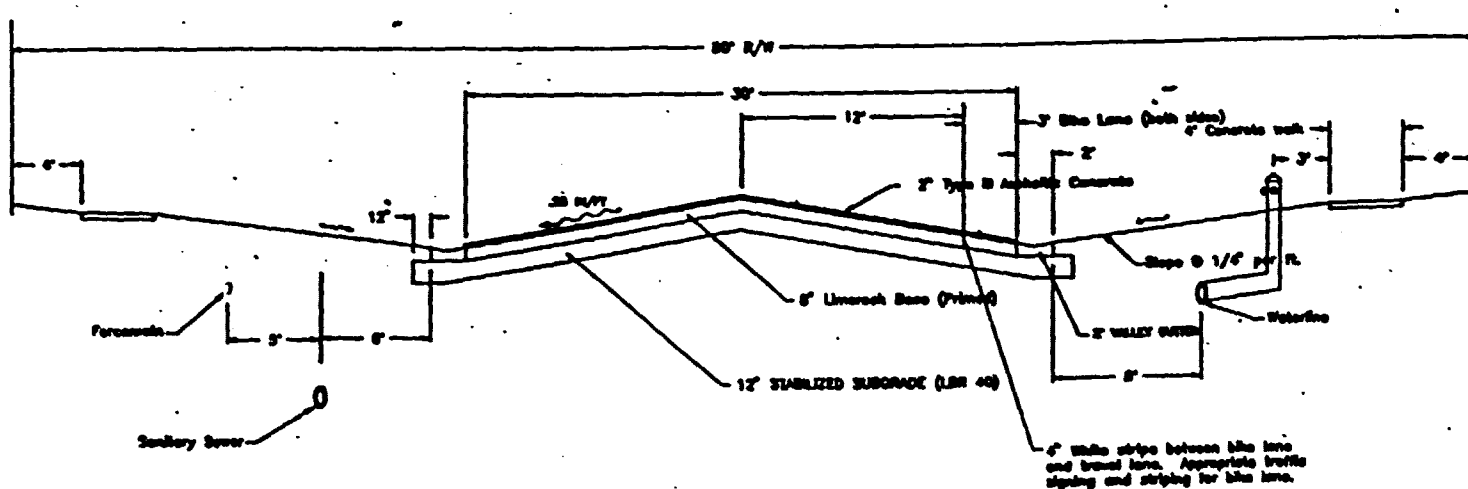 80' R/W
30'
12'
3' Bike Lane (both sides)
4' Concrete walk
4'
2'
3'
4'
2" Type III Asphaltic Concrete
12"
Slope @ 1/4" per ft.
8" Limerock Base (Primed)
Forcemain
5'
6'
Waterline
2' VALLEY GUTTER
12" STABILIZED SUBGRADE (LBR 40)
8'
Sanitary Sewer
4" White stripe between bike lane
and travel lane. Appropriate traffic
signing and striping for bike lane.